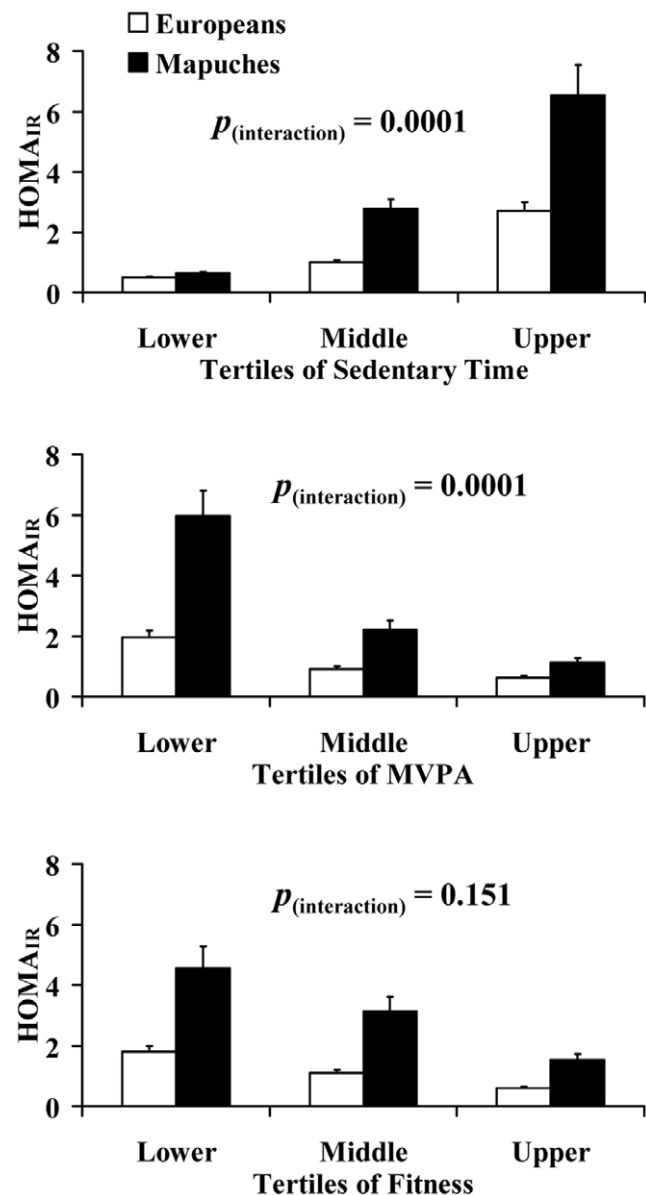 Europeans
Mapuches
8
6
4
2
0
HOMAIR
p(interaction) = 0.0001
Lower Middle Upper
Tertiles of Sedentary Time
8
6
4
2
0
HOMAIR
p(interaction) = 0.0001
Lower Middle Upper
Tertiles of MVPA
8
6
4
2
0
HOMAIR
p(interaction) = 0.151
Lower Middle Upper
Tertiles of Fitness